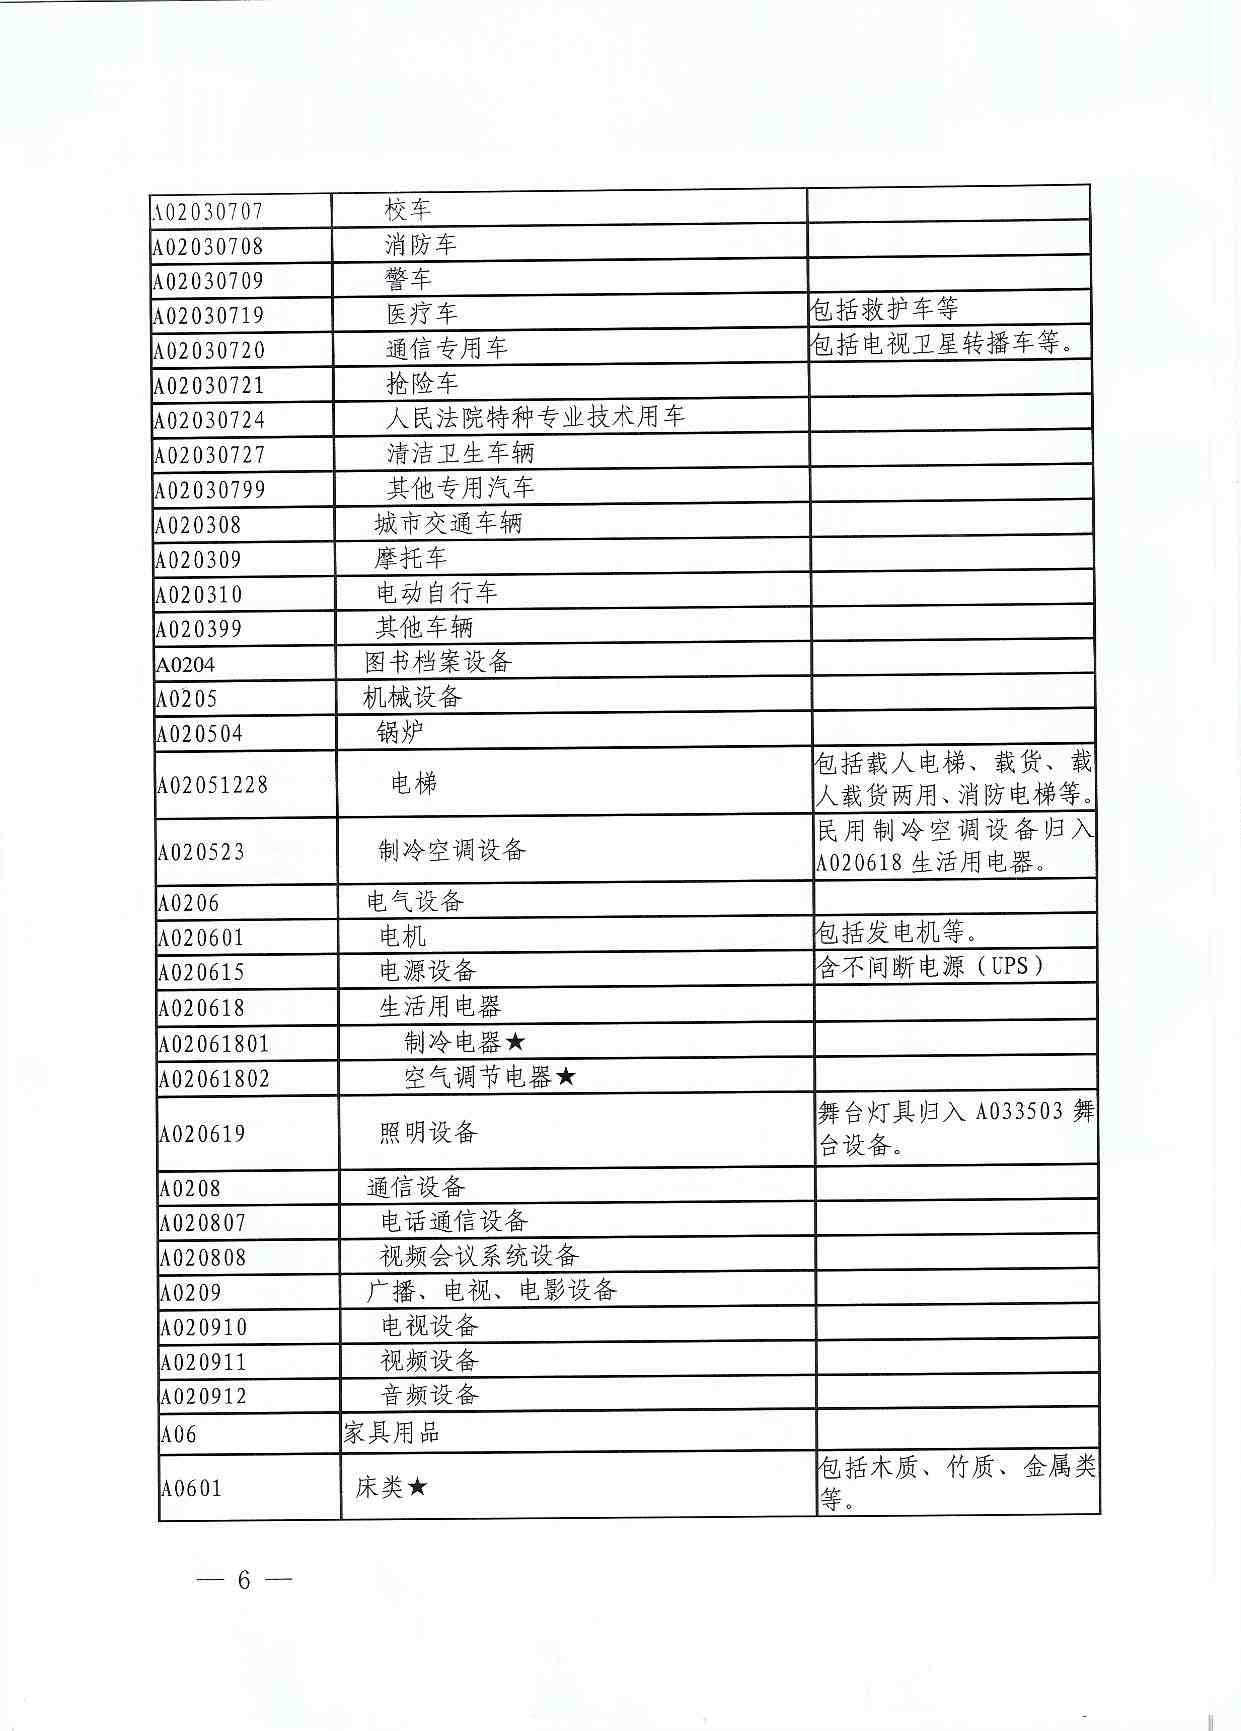 A02030707 校车
A02030708 消防车
A02030709 警车
A02030719 医疗车 包括救护车等
A02030720 通信专用车 包括电视卫星转播车等。
A02030721 抢险车
A02030724 人民法院特种专业技术用车
A02030727 清洁卫生车辆
A02030799 其他专用汽车
A020308 城市交通车辆
A020309 摩托车
A020310 电动自行车
A020399 其他车辆
A0204 图书档案设备
A0205 机械设备
A020504 锅炉
A02051228 电梯 包括载人电梯、载货、载
人载货两用、消防电梯等。
A020523 制冷空调设备 民用制冷空调设备归入
A020618 生活用电器。
A0206 电气设备
A020601 电机 包括发电机等。
A020615 电源设备 含不间断电源（UPS）
A020618 生活用电器
A02061801 制冷电器★
A02061802 空气调节电器★
A020619 照明设备 舞台灯具归入 A033503 舞
台设备。
A0208 通信设备
A020807 电话通信设备
A020808 视频会议系统设备
A0209 广播、电视、电影设备
A020910 电视设备
A020911 视频设备
A020912 音频设备
A06 家具用品
A0601 床类★ 包括木质、竹质、金属类
等。
— 6 —